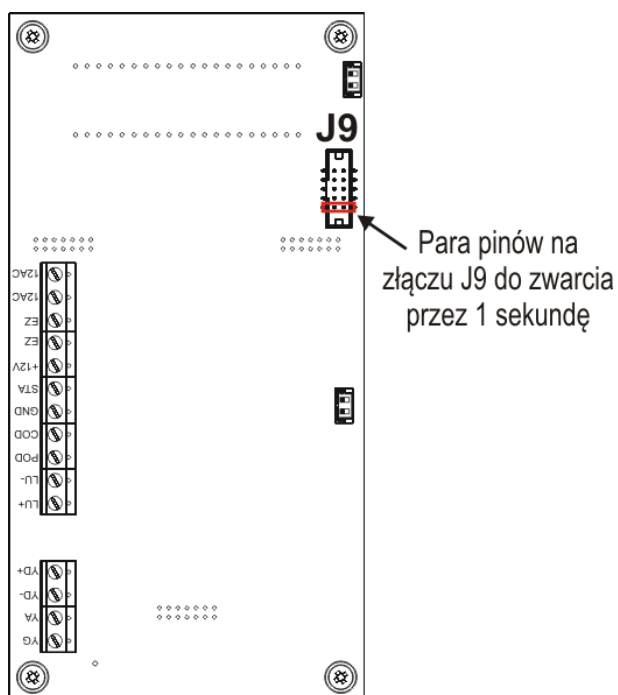 J9
Para pinów na
złączu J9 do zwarcia
przez 1 sekundę
12AC
12AC
EZ
EZ
+12V
STA
GND
COD
POD
LU-
LU+
YD+
YD-
YA
YG